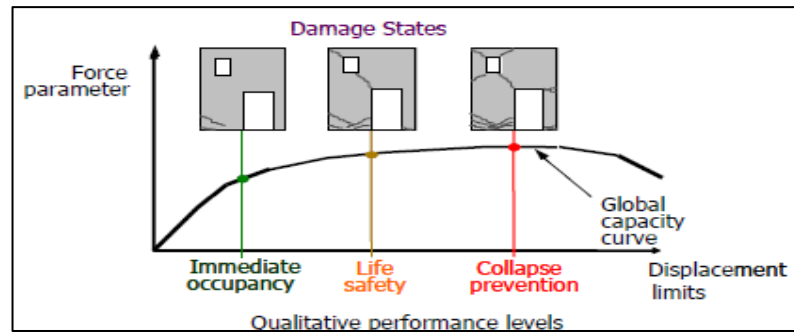 Damage States
Force
parameter
Global
capacity
curve
Immediate
occupancy
Life
safety
Collapse
prevention
Displacement
limits
Qualitative performance levels